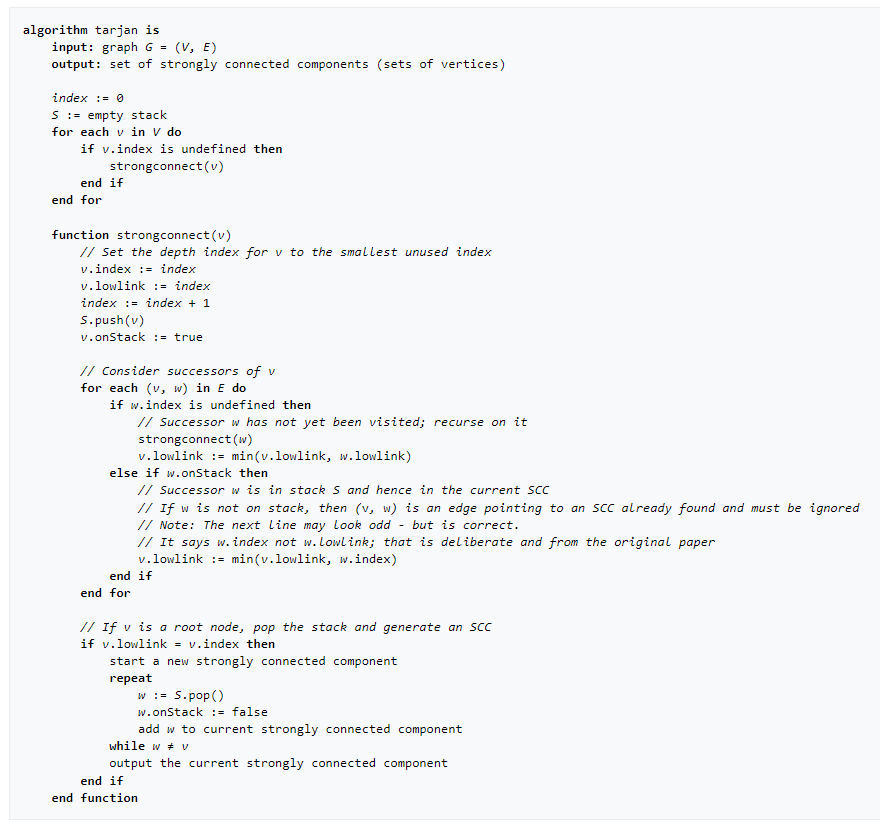 algorithm tarjan is
    input: graph G = (V, E)
    output: set of strongly connected components (sets of vertices)

    index := 0
    S := empty stack
    for each v in V do
        if v.index is undefined then
            strongconnect(v)
        end if
    end for

    function strongconnect(v)
        // Set the depth index for v to the smallest unused index
        v.index := index
        v.lowlink := index
        index := index + 1
        S.push(v)
        v.onStack := true

        // Consider successors of v
        for each (v, w) in E do
            if w.index is undefined then
                // Successor w has not yet been visited; recurse on it
                strongconnect(w)
                v.lowlink := min(v.lowlink, w.lowlink)
            else if w.onStack then
                // Successor w is in stack S and hence in the current SCC
                // If w is not on stack, then (v, w) is an edge pointing to an SCC already found and must be ignored
                // Note: The next line may look odd - but is correct.
                // It says w.index not w.lowlink; that is deliberate and from the original paper
                v.lowlink := min(v.lowlink, w.index)
            end if
        end for

        // If v is a root node, pop the stack and generate an SCC
        if v.lowlink = v.index then
            start a new strongly connected component
            repeat
                w := S.pop()
                w.onStack := false
                add w to current strongly connected component
            while w ≠ v
            output the current strongly connected component
        end if
    end function